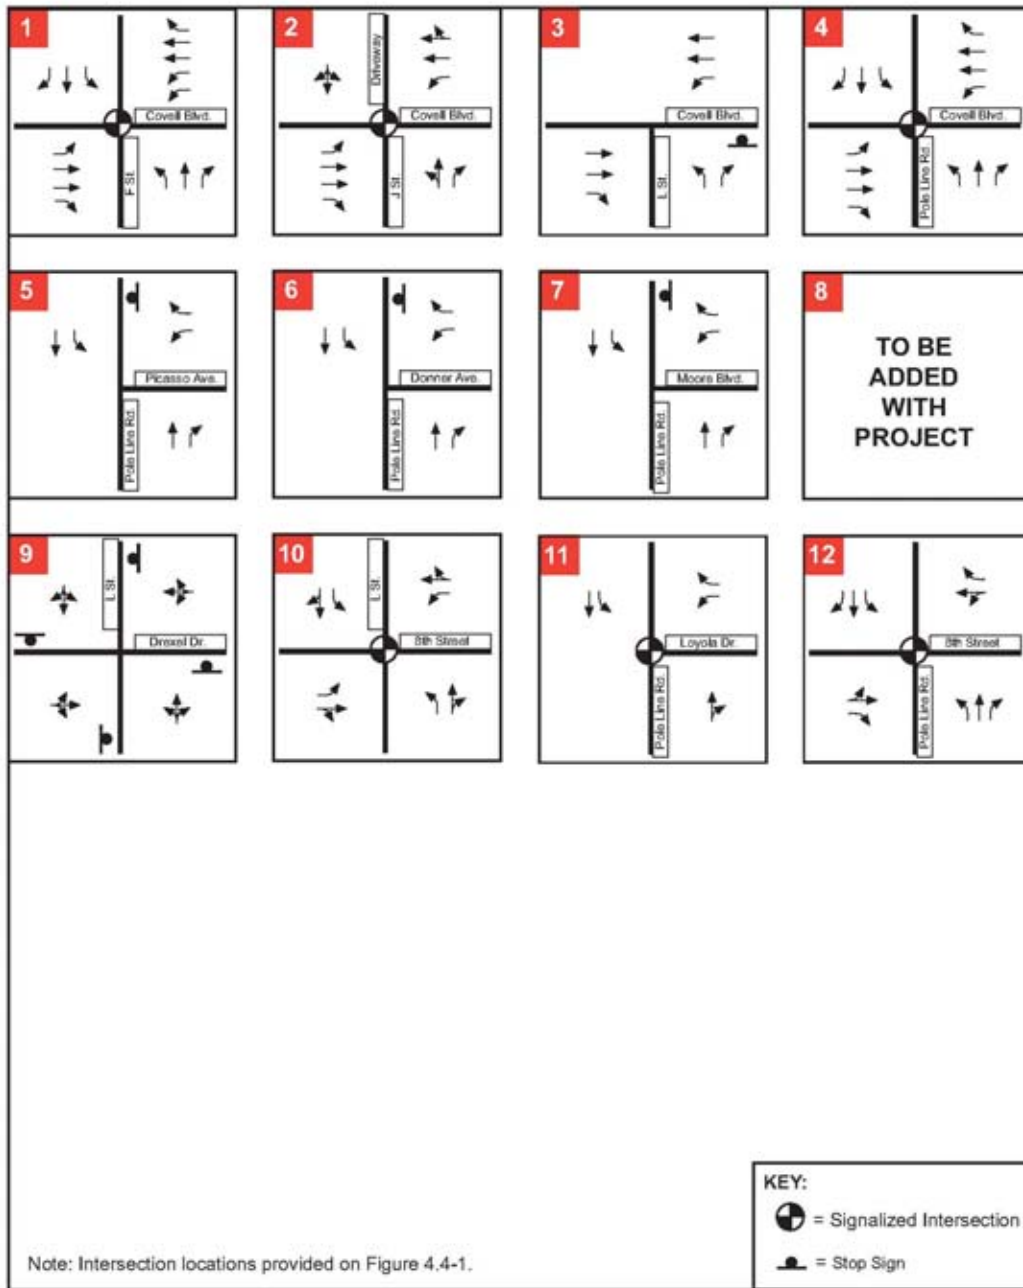 1
Covell Blvd.
F St.
2
Driveway
Covell Blvd.
J St.
3
Covell Blvd.
L St.
4
Covell Blvd.
Pole Line Rd.
5
Picasso Ave.
Pole Line Rd.
6
Donner Ave.
Pole Line Rd.
7
Moore Blvd.
Pole Line Rd.
8
TO BE
ADDED
WITH
PROJECT
9
L St.
Drexel Dr.
10
L St.
8th Street
11
Loyola Dr.
Pole Line Rd.
12
8th Street
Pole Line Rd.
KEY:
= Signalized Intersection
= Stop Sign
Note: Intersection locations provided on Figure 4.4-1.